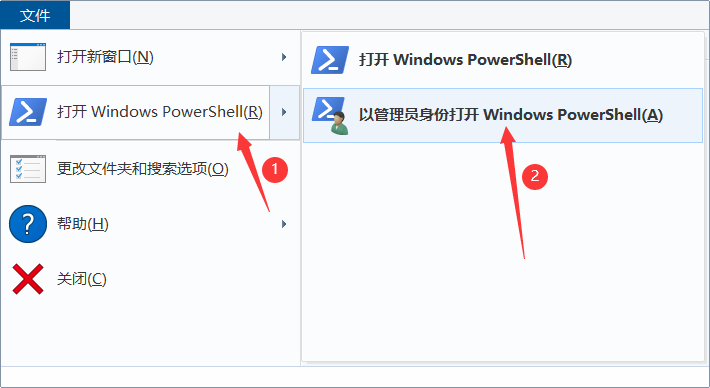 文件
打开新窗口(N)
打开 Windows PowerShell(R)
更改文件夹和搜索选项(O)
帮助(H)
关闭(C)
打开 Windows PowerShell(R)
以管理员身份打开 Windows PowerShell(A)
1
2